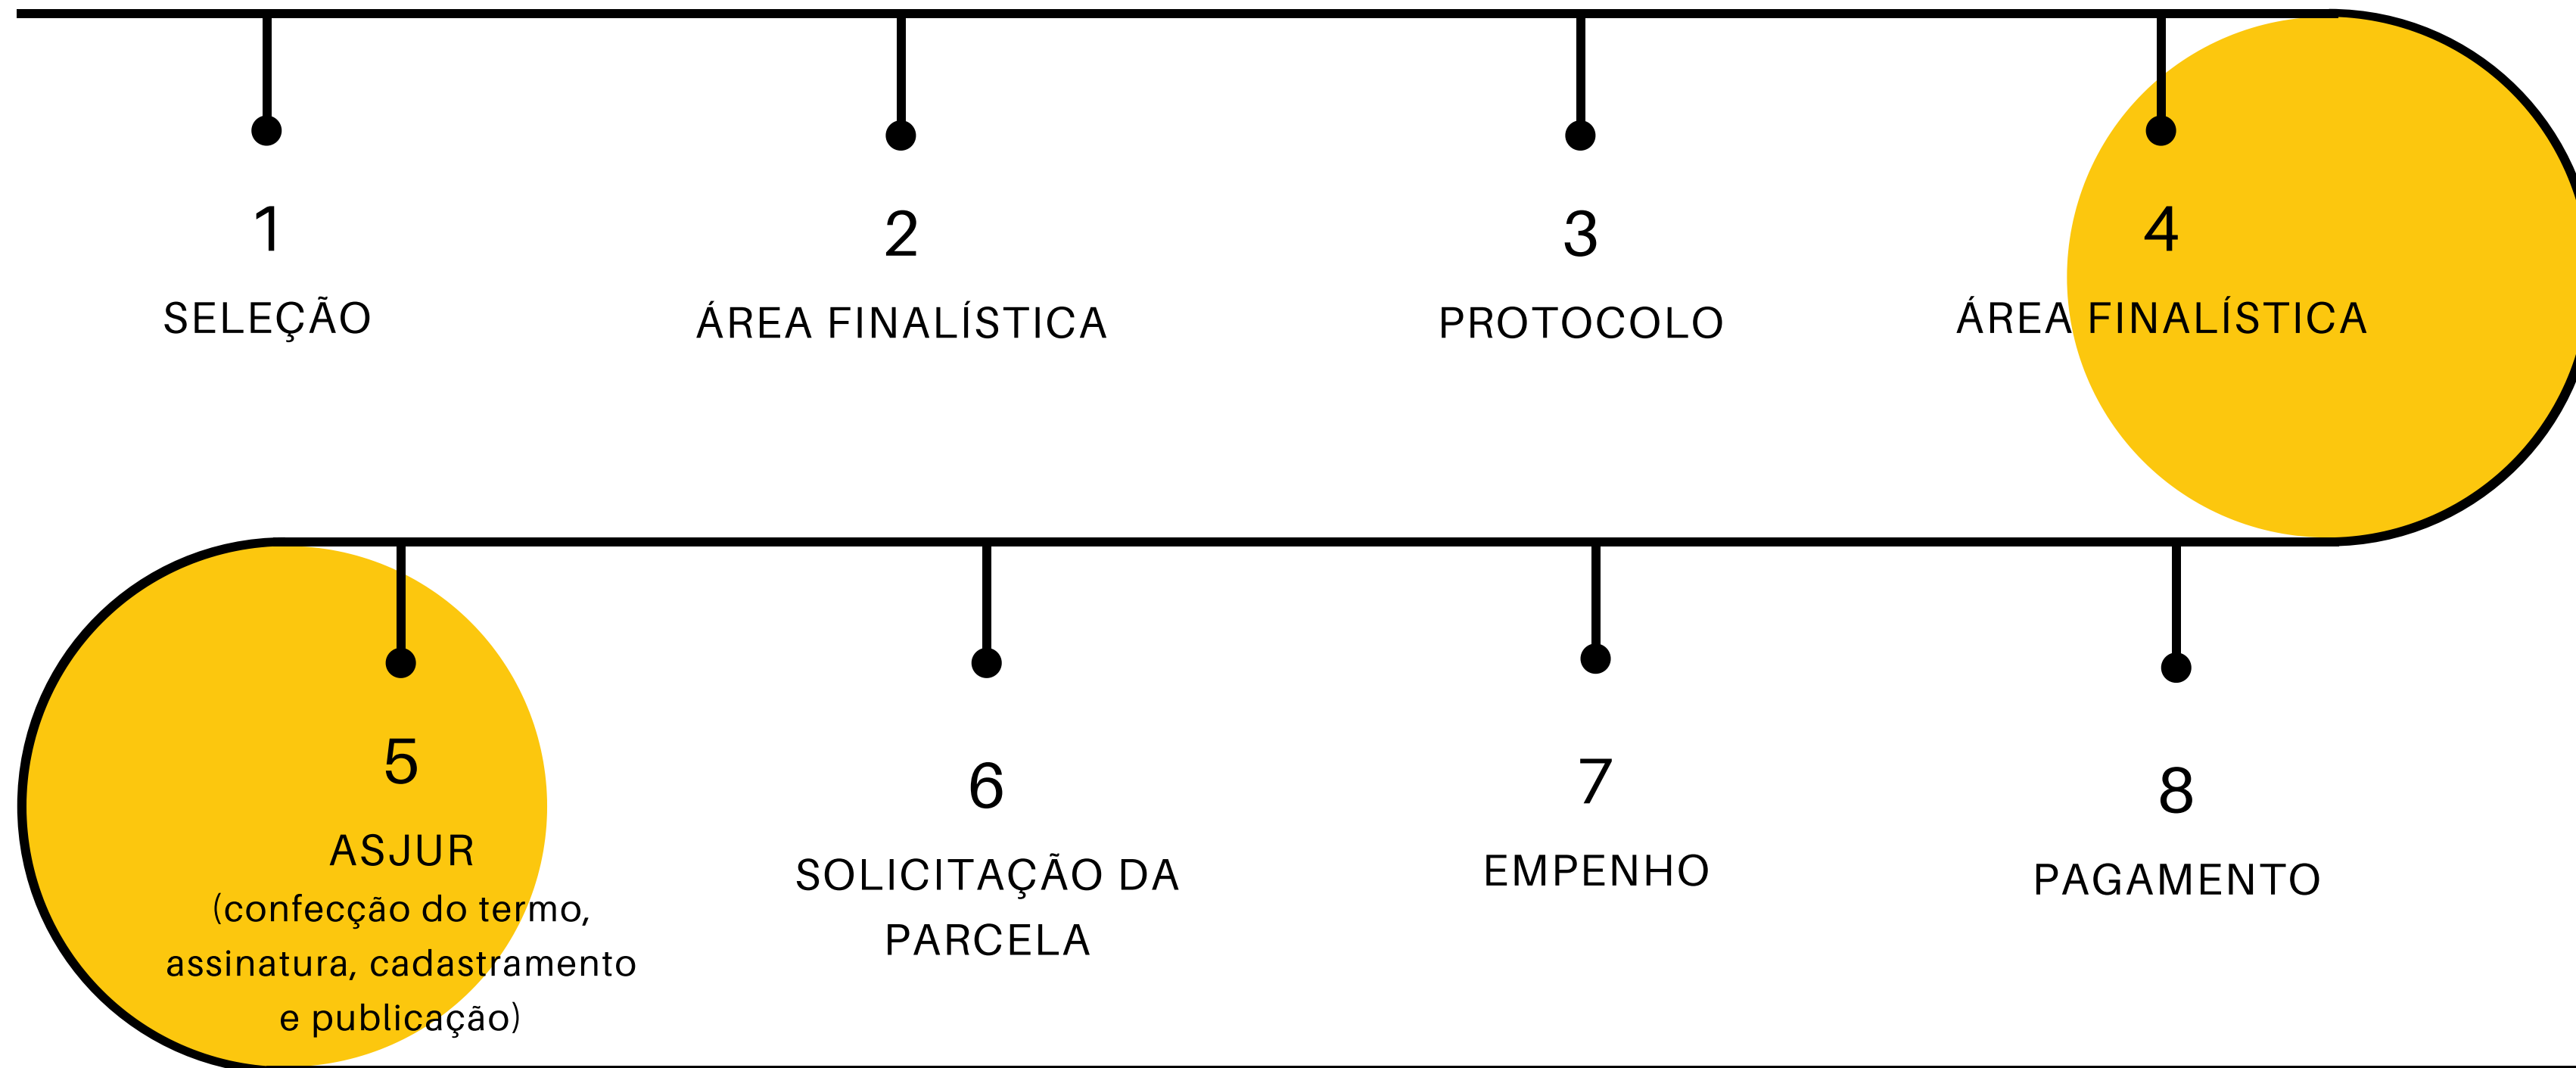 1
SELEÇÃO
2
ÁREA FINALÍSTICA
3
PROTOCOLO
4
ÁREA FINALÍSTICA
5
ASJUR
(confecção do termo,
assinatura, cadastramento
e publicação)
6
SOLICITAÇÃO DA
PARCELA
7
EMPENHO
8
PAGAMENTO